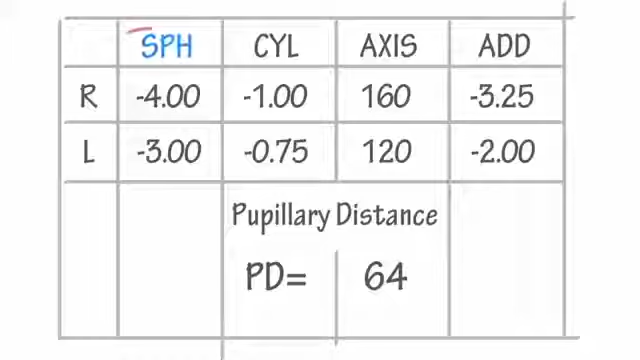 SPH CYL AXIS ADD
R -4.00 -1.00 160 -3.25
L -3.00 -0.75 120 -2.00
Pupillary Distance
PD= 64